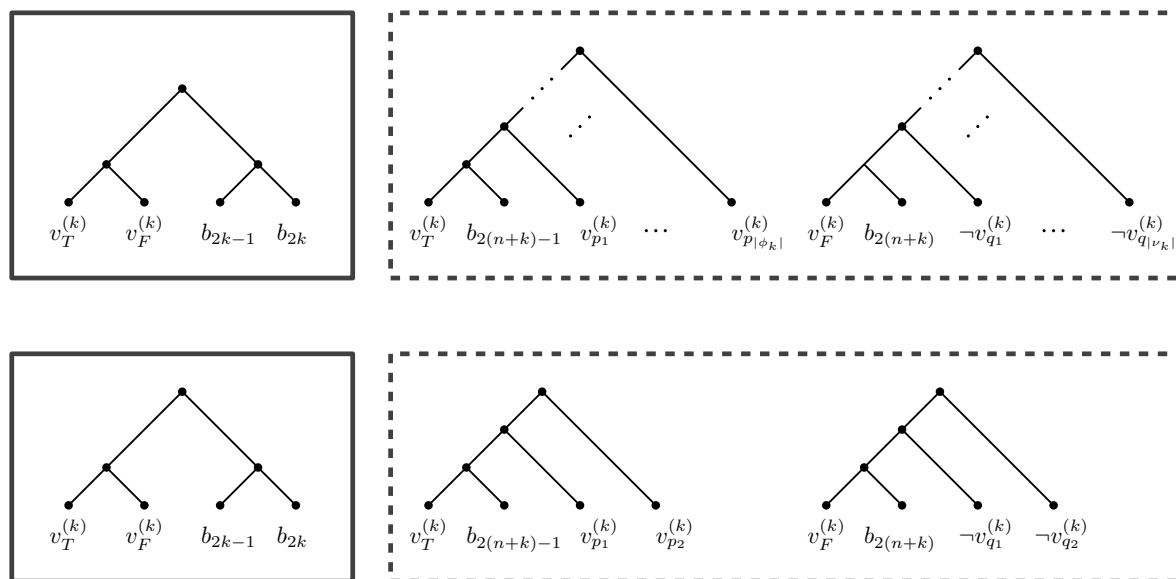 v_T^{(k)} v_F^{(k)} b_{2k−1} b_{2k} v_T^{(k)} b_{2(n+k)−1} v_{p_1}^{(k)} ⋯ v_{p_{|ϕ_k|}}^{(k)} v_F^{(k)} b_{2(n+k)} ¬v_{q_1}^{(k)} ⋯ ¬v_{q_{|ν_k|}}^{(k)}
v_T^{(k)} v_F^{(k)} b_{2k−1} b_{2k} v_T^{(k)} b_{2(n+k)−1} v_{p_1}^{(k)} v_{p_2}^{(k)} v_F^{(k)} b_{2(n+k)} ¬v_{q_1}^{(k)} ¬v_{q_2}^{(k)}